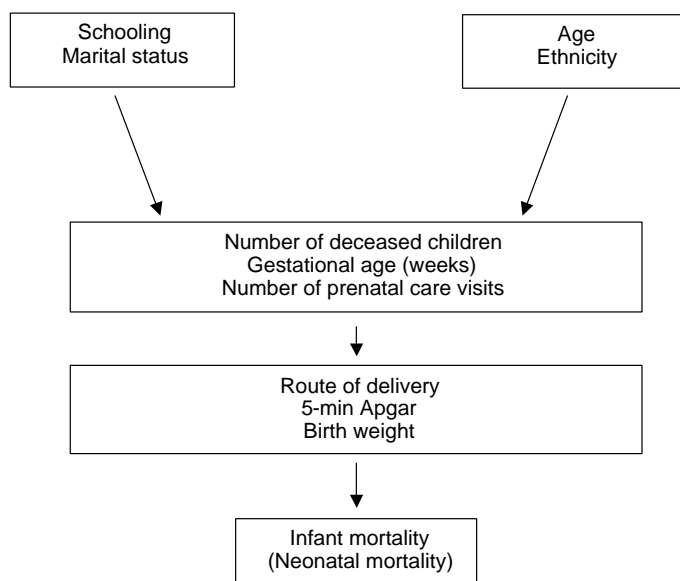 Schooling
Marital status
Age
Ethnicity
Number of deceased children
Gestational age (weeks)
Number of prenatal care visits
Route of delivery
5-min Apgar
Birth weight
Infant mortality
(Neonatal mortality)